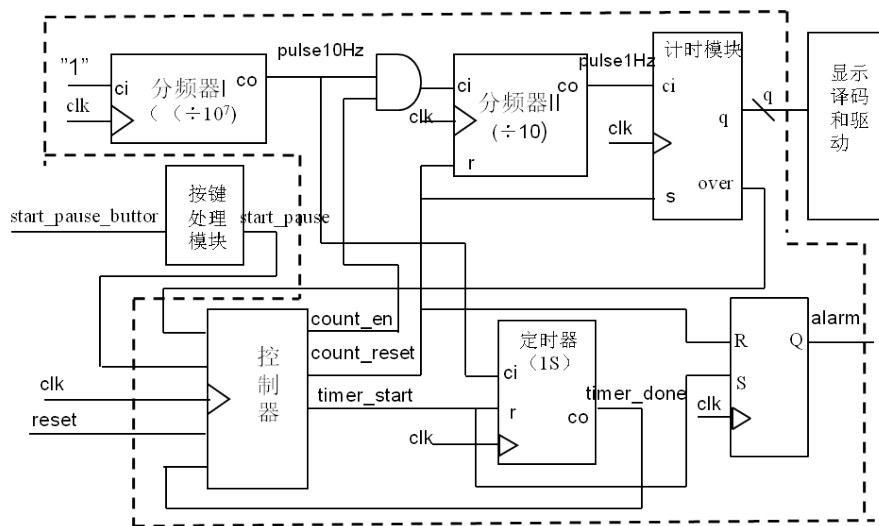 "1"
ci
co
分频器I
( (÷10⁷)
clk
pulse10Hz
ci
co
分频器II
(÷10)
clk
r
pulse1Hz
计时模块
ci
clk
q
over
s
q
显示
译码
和驱动
start_pause_buttor
按键
处理
模块
start_pause
控制器
clk
reset
count_en
count_reset
timer_start
定时器
(1S)
ci
r
co
clk
timer_done
R
S
Q
clk
alarm